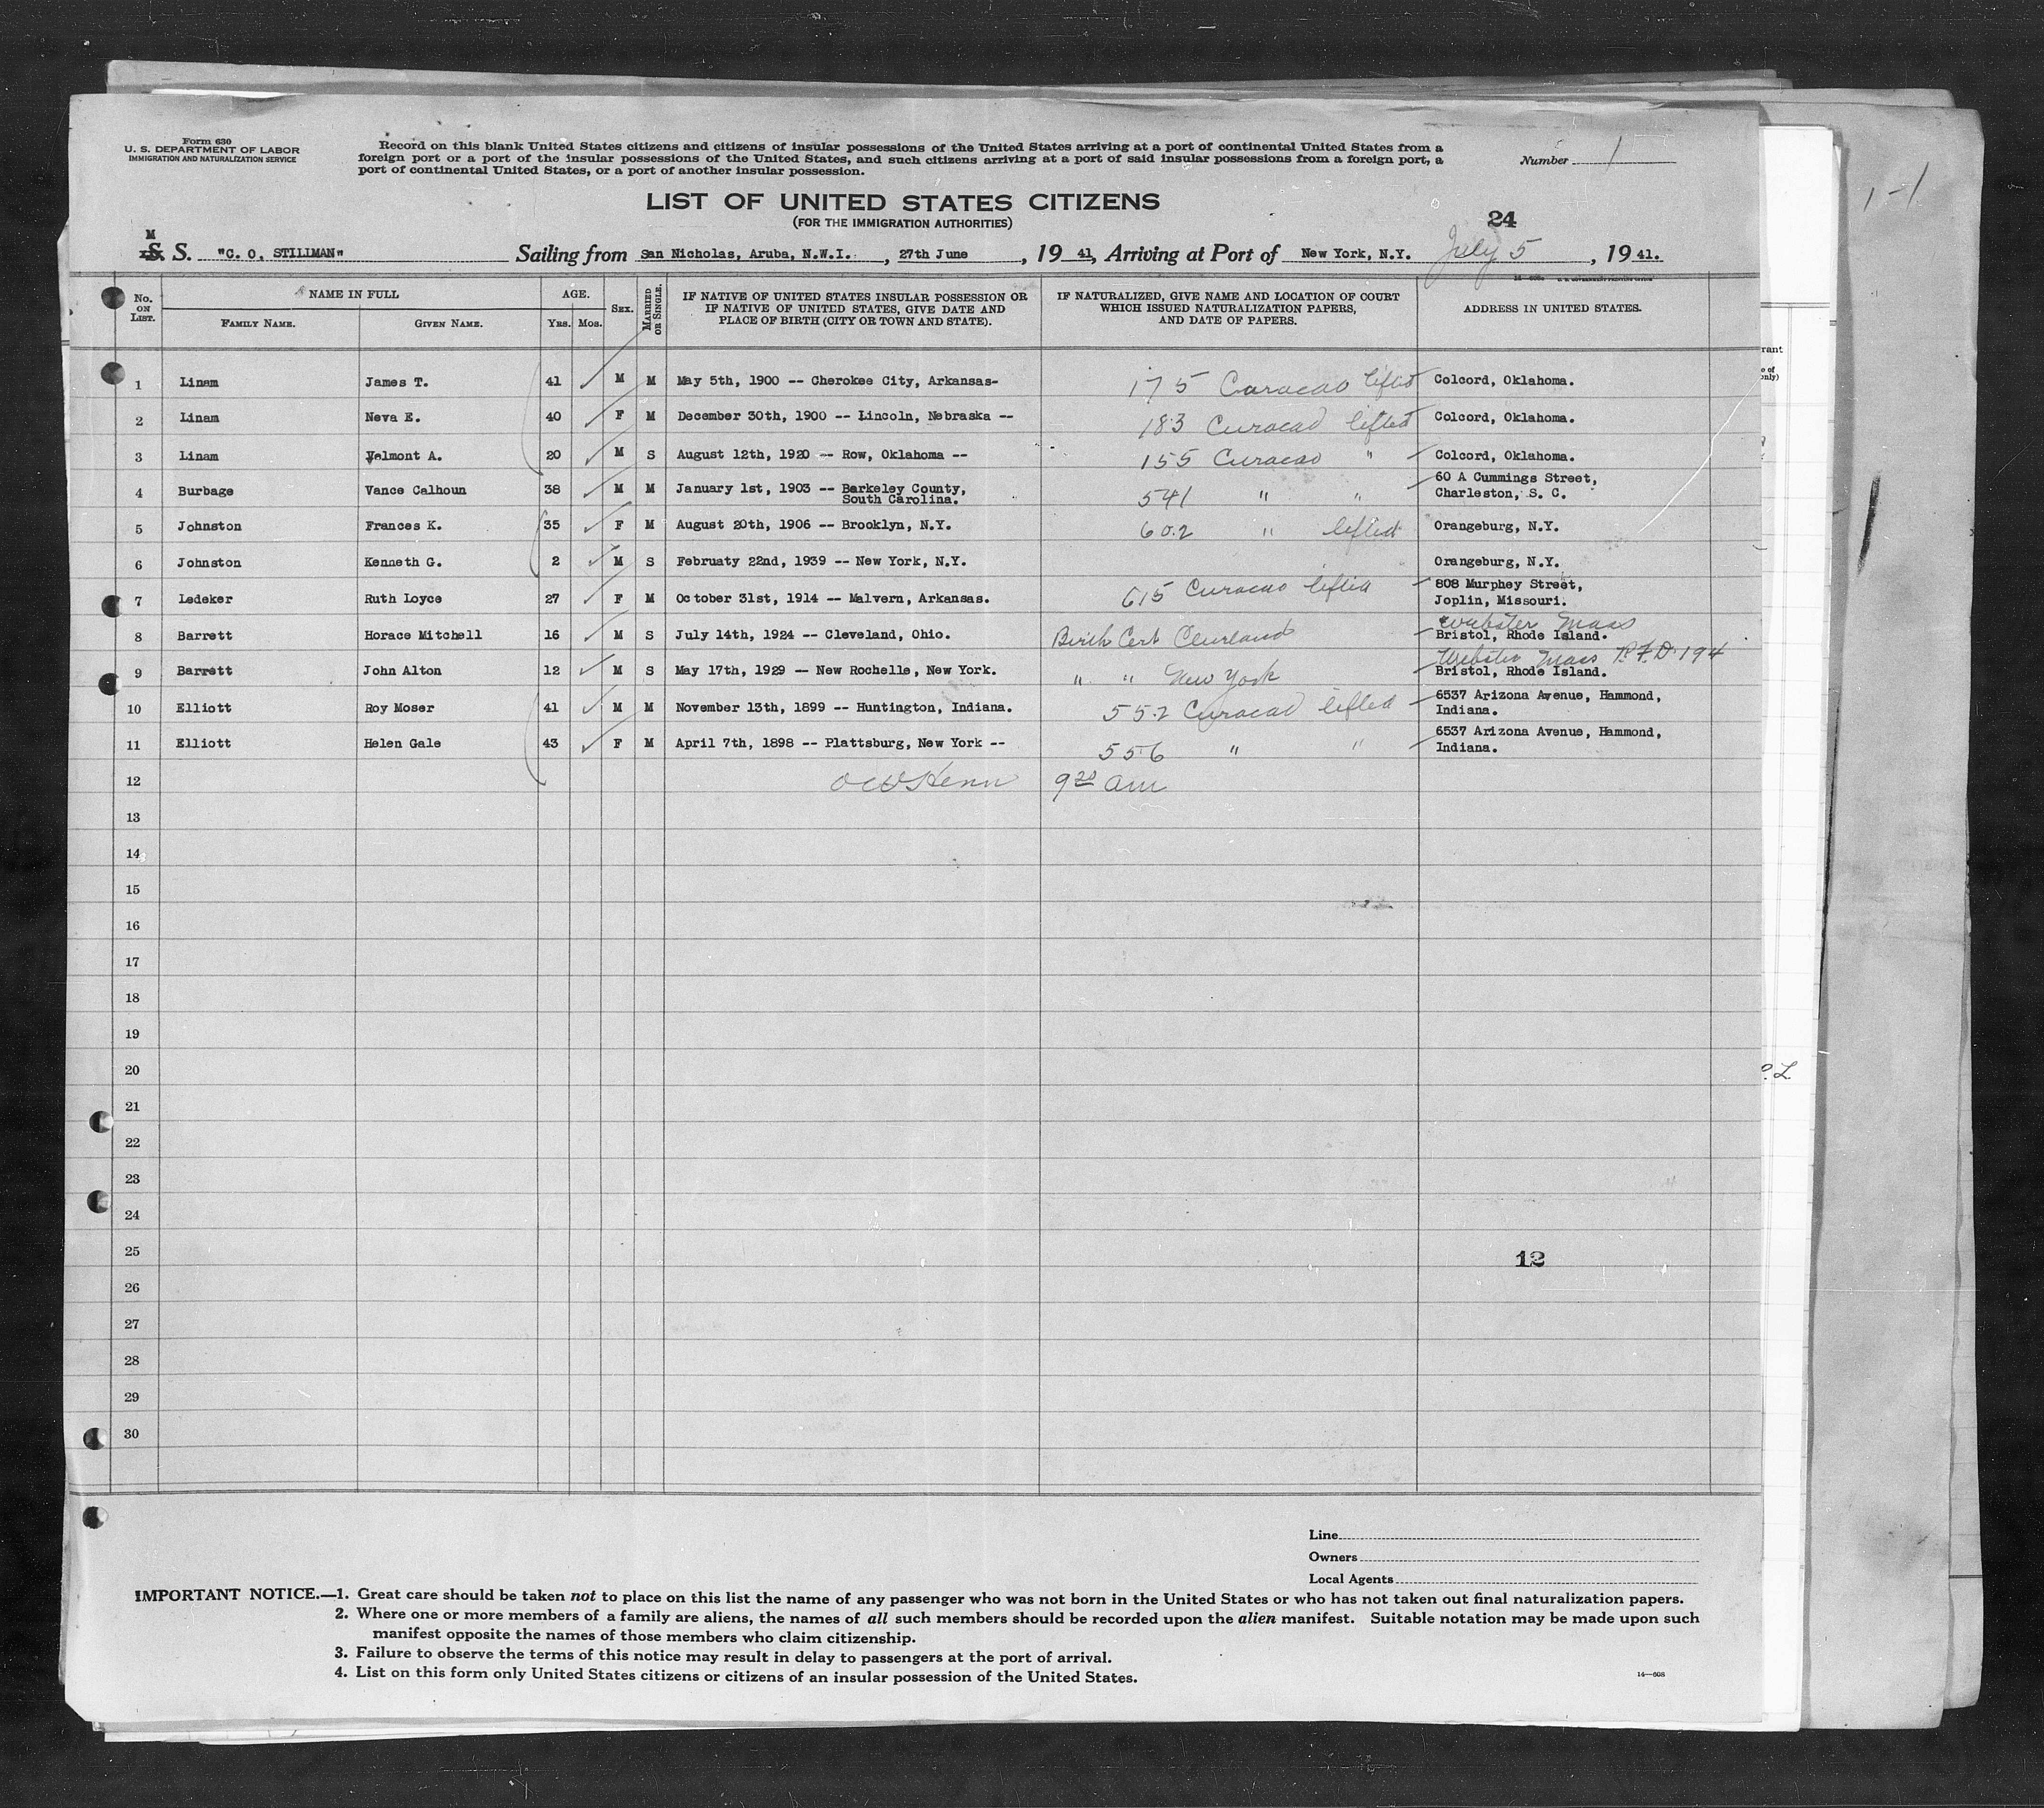 Form 630
U. S. DEPARTMENT OF LABOR
IMMIGRATION AND NATURALIZATION SERVICE
Record on this blank United States citizens and citizens of insular possessions of the United States arriving at a port of continental United States from a
foreign port or a port of the insular possessions of the United States, and such citizens arriving at a port of said insular possessions from a foreign port, a
port of continental United States, or a port of another insular possession.
Number 1
1-1
LIST OF UNITED STATES CITIZENS
(FOR THE IMMIGRATION AUTHORITIES)
24
M
S. S. "C. O. STILLMAN" Sailing from San Nicholas, Aruba, N.W.I. , 27th June , 19 41, Arriving at Port of New York, N.Y. July 5 , 19 41.
No. ON LIST. NAME IN FULL FAMILY NAME. GIVEN NAME. AGE. YRS. MOS. SEX. MARRIED OR SINGLE. IF NATIVE OF UNITED STATES INSULAR POSSESSION OR IF NATIVE OF UNITED STATES, GIVE DATE AND PLACE OF BIRTH (CITY OR TOWN AND STATE). IF NATURALIZED, GIVE NAME AND LOCATION OF COURT WHICH ISSUED NATURALIZATION PAPERS, AND DATE OF PAPERS. ADDRESS IN UNITED STATES.
1 Linam James T. 41 M M May 5th, 1900 -- Cherokee City, Arkansas- 175 Curacao lifted Colcord, Oklahoma.
2 Linam Neva E. 40 F M December 30th, 1900 -- Lincoln, Nebraska -- 183 Curacao lifted Colcord, Oklahoma.
3 Linam Velmont A. 20 M S August 12th, 1920 -- Row, Oklahoma -- 155 Curacao " Colcord, Oklahoma.
4 Burbage Vance Calhoun 38 M M January 1st, 1903 -- Barkeley County, South Carolina. 541 " " 60 A Cummings Street, Charleston, S. C.
5 Johnston Frances K. 35 F M August 20th, 1906 -- Brooklyn, N.Y. 602 " lifted Orangeburg, N.Y.
6 Johnston Kenneth G. 2 M S Februaty 22nd, 1939 -- New York, N.Y. Orangeburg, N.Y.
7 Ledeker Ruth Loyce 27 F M October 31st, 1914 -- Malvern, Arkansas. 615 Curacao lifted 808 Murphey Street, Joplin, Missouri.
8 Barrett Horace Mitchell 16 M S July 14th, 1924 -- Cleveland, Ohio. Birth Cert Cleveland Webster Mass Bristol, Rhode Island.
9 Barrett John Alton 12 M S May 17th, 1929 -- New Rochelle, New York. " " New York Webster Mass R.F.D. 194 Bristol, Rhode Island.
10 Elliott Roy Moser 41 M M November 13th, 1899 -- Huntington, Indiana. 552 Curacao lifted 6537 Arizona Avenue, Hammond, Indiana.
11 Elliott Helen Gale 43 F M April 7th, 1898 -- Plattsburg, New York -- 556 " " 6537 Arizona Avenue, Hammond, Indiana.
12 9 20 am
13
14
15
16
17
18
19
20
21
22
23
24
25
12
26
27
28
29
30
Line
Owners
Local Agents
IMPORTANT NOTICE.—1. Great care should be taken not to place on this list the name of any passenger who was not born in the United States or who has not taken out final naturalization papers.
2. Where one or more members of a family are aliens, the names of all such members should be recorded upon the alien manifest. Suitable notation may be made upon such
manifest opposite the names of those members who claim citizenship.
3. Failure to observe the terms of this notice may result in delay to passengers at the port of arrival.
4. List on this form only United States citizens or citizens of an insular possession of the United States.
14—608